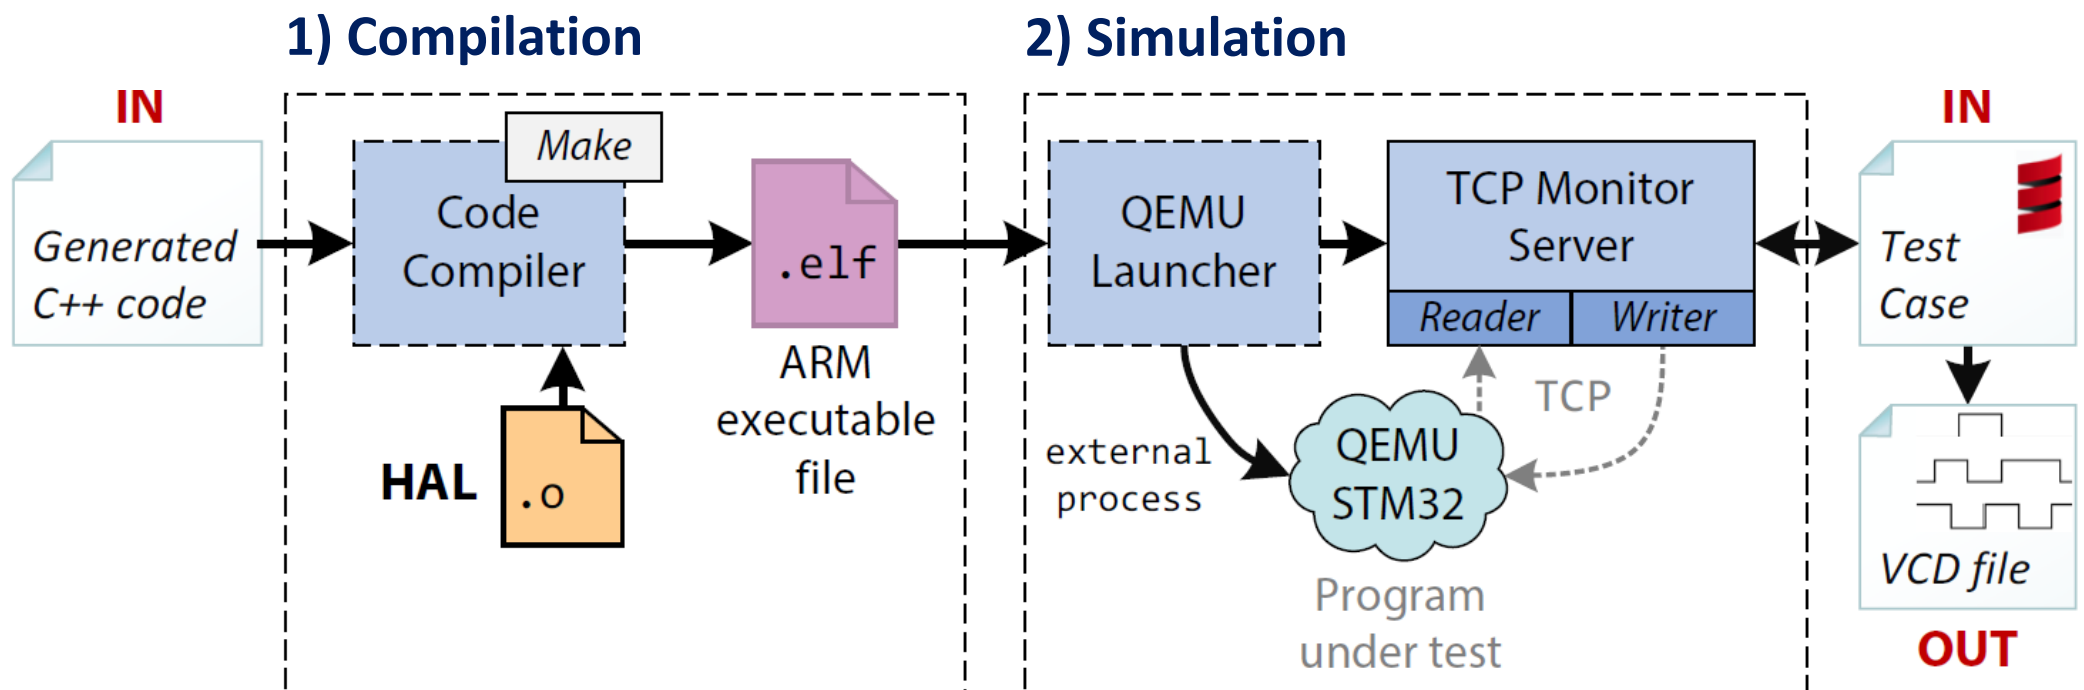 1) Compilation
2) Simulation
IN
Generated
C++ code
Make
Code
Compiler
HAL
.o
.elf
ARM
executable
file
QEMU
Launcher
TCP Monitor
Server
Reader
Writer
TCP
external
process
QEMU
STM32
Program
under test
IN
Test
Case
VCD file
OUT